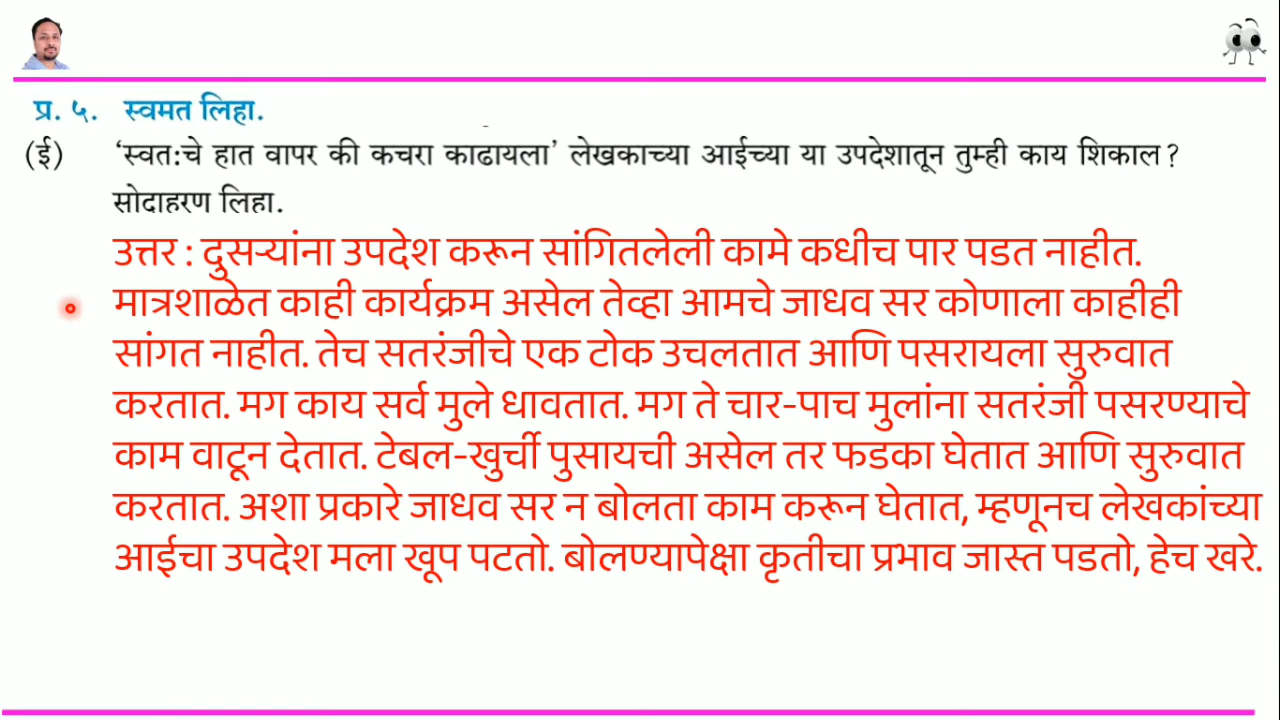 प्र. ५. स्वमत लिहा.
(ई) ‘स्वत:चे हात वापर की कचरा काढायला’ लेखकाच्या आईच्या या उपदेशातून तुम्ही काय शिकाल?
सोदाहरण लिहा.
उत्तर : दुसऱ्यांना उपदेश करून सांगितलेली कामे कधीच पार पडत नाहीत.
मात्रशाळेत काही कार्यक्रम असेल तेव्हा आमचे जाधव सर कोणाला काहीही
सांगत नाहीत. तेच सतरंजीचे एक टोक उचलतात आणि पसरायला सुरुवात
करतात. मग काय सर्व मुले धावतात. मग ते चार-पाच मुलांना सतरंजी पसरण्याचे
काम वाटून देतात. टेबल-खुर्ची पुसायची असेल तर फडका घेतात आणि सुरुवात
करतात. अशा प्रकारे जाधव सर न बोलता काम करून घेतात, म्हणूनच लेखकांच्या
आईचा उपदेश मला खूप पटतो. बोलण्यापेक्षा कृतीचा प्रभाव जास्त पडतो, हेच खरे.